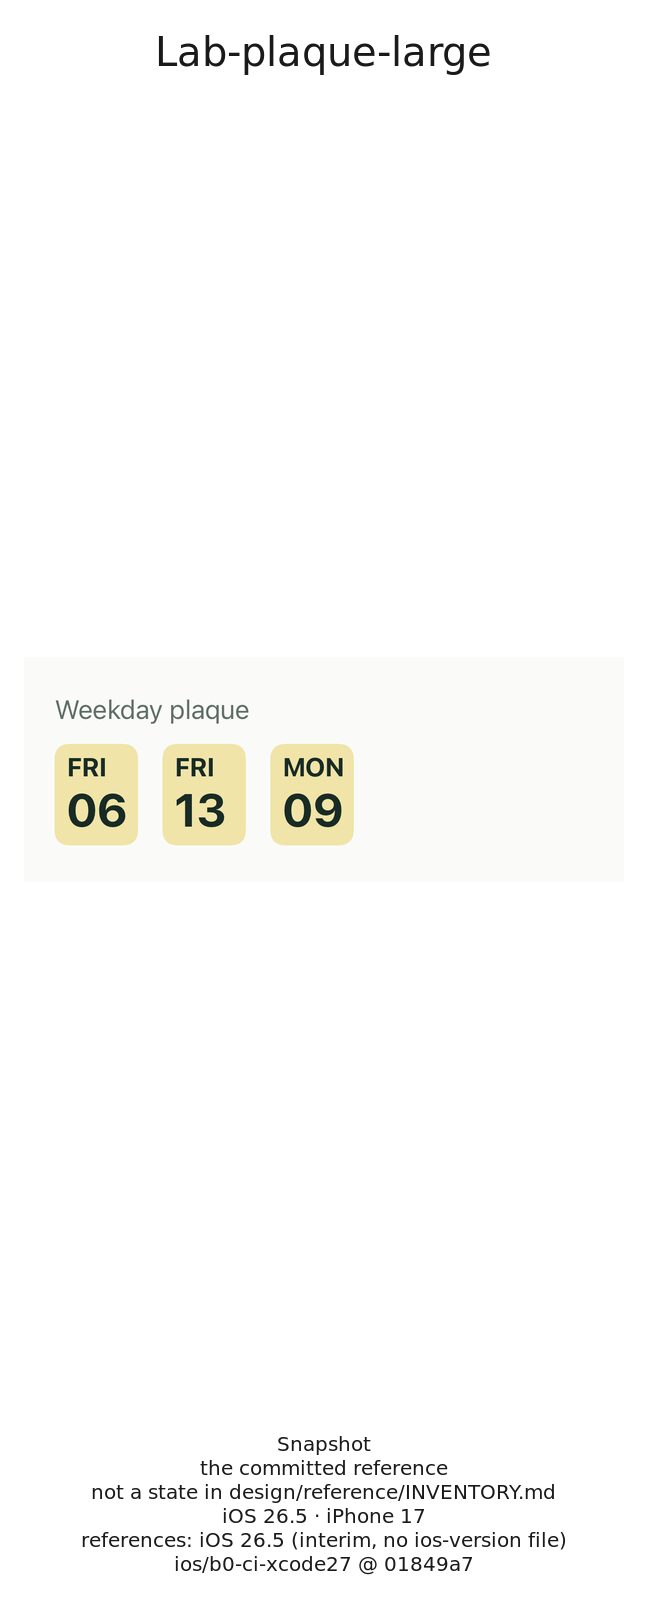 Lab-plaque-large
Weekday plaque
FRI FRI MON
06 13 09
Snapshot
the committed reference
not a state in design/reference/INVENTORY.md
iOS 26.5 · iPhone 17
references: iOS 26.5 (interim, no ios-version file)
ios/b0-ci-xcode27 @ 01849a7